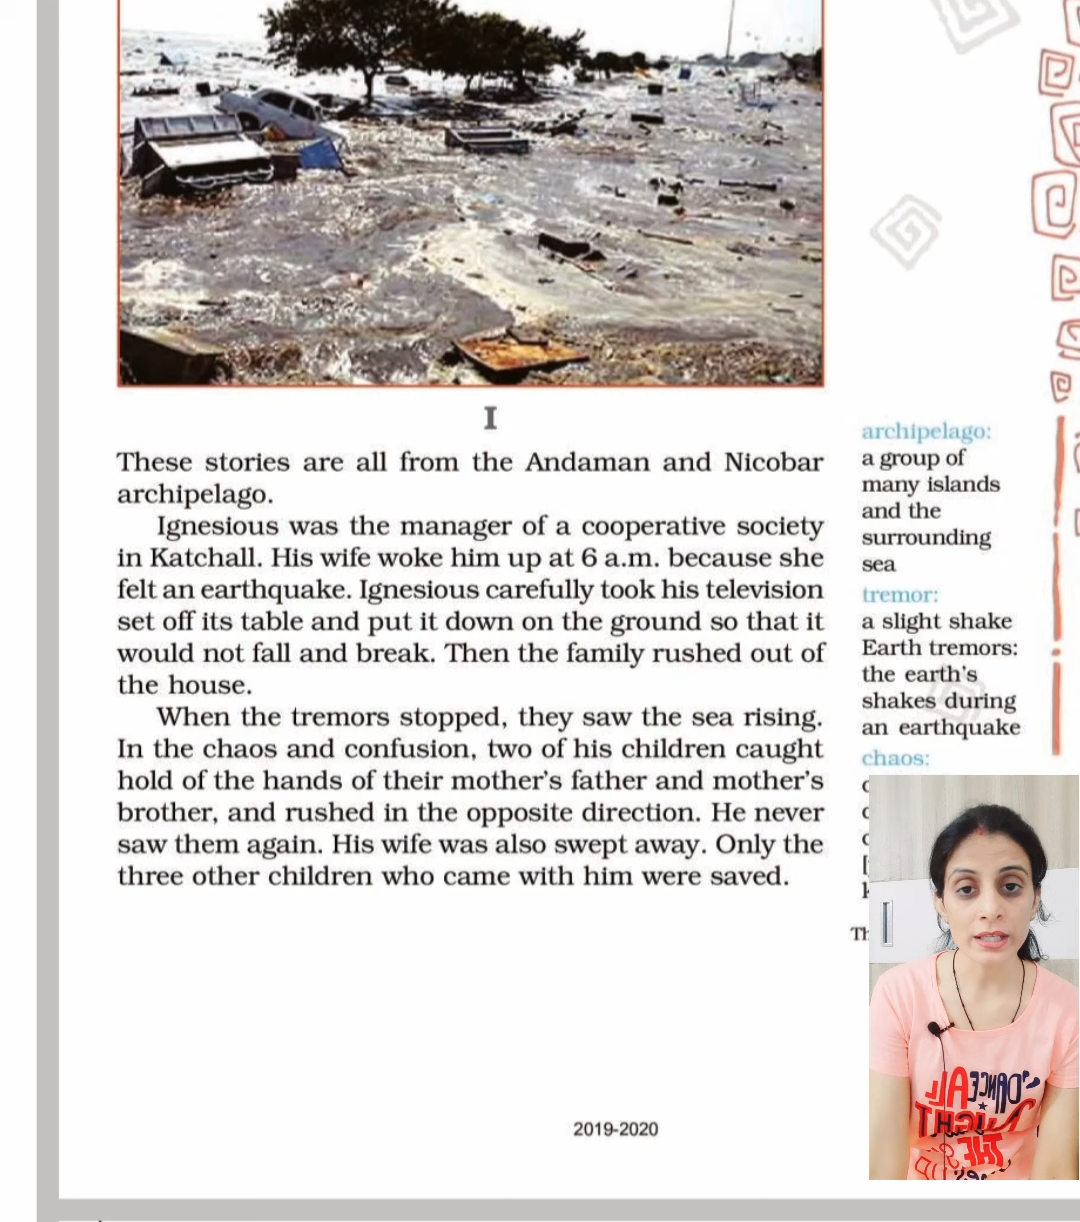 I
These stories are all from the Andaman and Nicobar
archipelago.
Ignesious was the manager of a cooperative society
in Katchall. His wife woke him up at 6 a.m. because she
felt an earthquake. Ignesious carefully took his television
set off its table and put it down on the ground so that it
would not fall and break. Then the family rushed out of
the house.
When the tremors stopped, they saw the sea rising.
In the chaos and confusion, two of his children caught
hold of the hands of their mother's father and mother's
brother, and rushed in the opposite direction. He never
saw them again. His wife was also swept away. Only the
three other children who came with him were saved.
archipelago:
a group of
many islands
and the
surrounding
sea
tremor:
a slight shake
Earth tremors:
the earth's
shakes during
an earthquake
chaos:
DANCE
ALL
NIGHT
THE
2019-2020